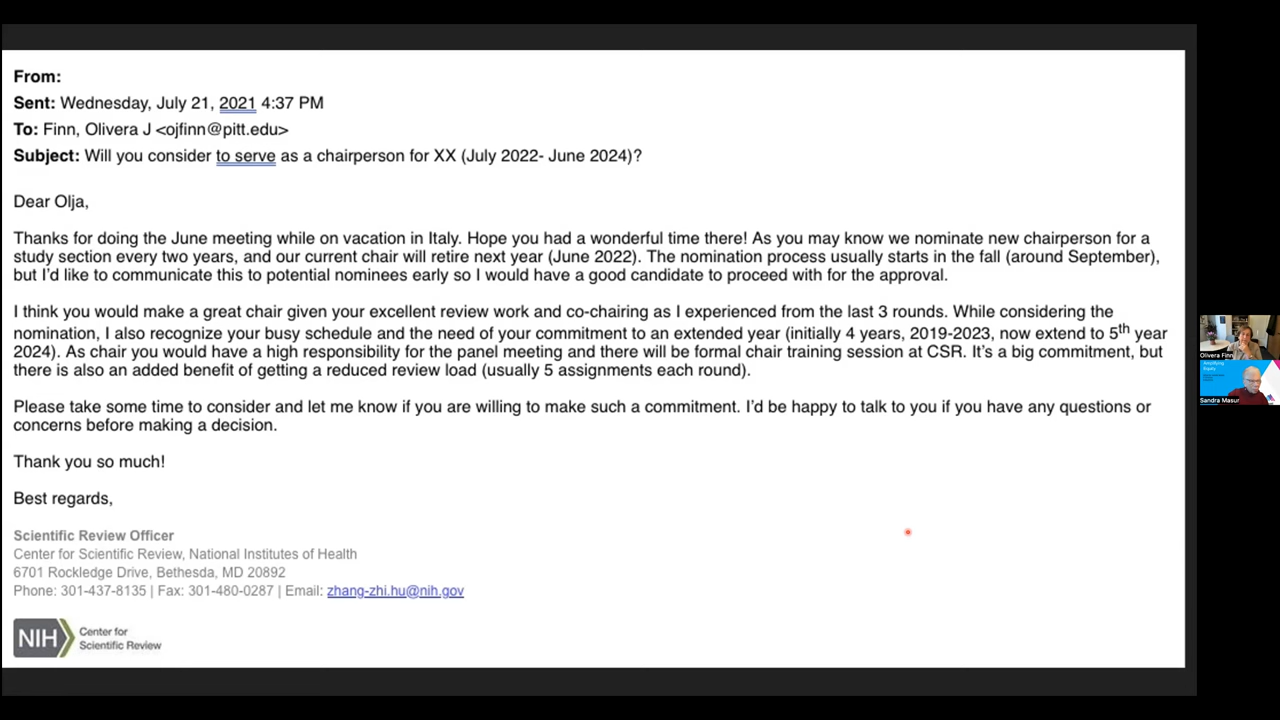 From:
Sent: Wednesday, July 21, 2021 4:37 PM
To: Finn, Olivera J <ojfinn@pitt.edu>
Subject: Will you consider to serve as a chairperson for XX (July 2022- June 2024)?
Dear Olja,
Thanks for doing the June meeting while on vacation in Italy. Hope you had a wonderful time there! As you may know we nominate new chairperson for a
study section every two years, and our current chair will retire next year (June 2022). The nomination process usually starts in the fall (around September),
but I'd like to communicate this to potential nominees early so I would have a good candidate to proceed with for the approval.
I think you would make a great chair given your excellent review work and co-chairing as I experienced from the last 3 rounds. While considering the
nomination, I also recognize your busy schedule and the need of your commitment to an extended year (initially 4 years, 2019-2023, now extend to 5th year
2024). As chair you would have a high responsibility for the panel meeting and there will be formal chair training session at CSR. It's a big commitment, but
there is also an added benefit of getting a reduced review load (usually 5 assignments each round).
Please take some time to consider and let me know if you are willing to make such a commitment. I'd be happy to talk to you if you have any questions or
concerns before making a decision.
Thank you so much!
Best regards,
Scientific Review Officer
Center for Scientific Review, National Institutes of Health
6701 Rockledge Drive, Bethesda, MD 20892
Phone: 301-437-8135 | Fax: 301-480-0287 | Email: zhang-zhi.hu@nih.gov
NIH Center for
Scientific Review
Olivera Finn
Amplifying
Equity
Sandra Masur